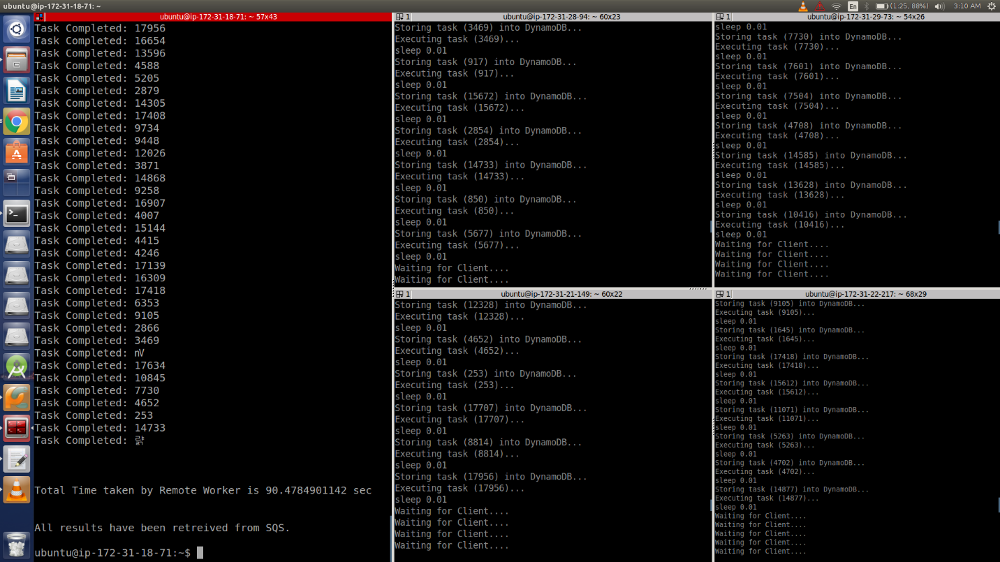 ubuntu@ip-172-31-18-71: ~
En
(1:25, 88%)
3:10 AM
ubuntu@ip-172-31-18-71: ~ 57x43
Task Completed: 17956
Task Completed: 16654
Task Completed: 13596
Task Completed: 4588
Task Completed: 5205
Task Completed: 2879
Task Completed: 14305
Task Completed: 17408
Task Completed: 9734
Task Completed: 9448
Task Completed: 12026
Task Completed: 3871
Task Completed: 14868
Task Completed: 9258
Task Completed: 16907
Task Completed: 4007
Task Completed: 15144
Task Completed: 4415
Task Completed: 4246
Task Completed: 17139
Task Completed: 16309
Task Completed: 17418
Task Completed: 6353
Task Completed: 9105
Task Completed: 2866
Task Completed: 3469
Task Completed: nV
Task Completed: 17634
Task Completed: 10845
Task Completed: 7730
Task Completed: 4652
Task Completed: 253
Task Completed: 14733
Task Completed:
Total Time taken by Remote Worker is 90.4784901142 sec
All results have been retreived from SQS.
ubuntu@ip-172-31-18-71:~$
1
ubuntu@ip-172-31-28-94: ~ 60x23
Storing task (3469) into DynamoDB...
Executing task (3469)...
sleep 0.01
Storing task (917) into DynamoDB...
Executing task (917)...
sleep 0.01
Storing task (15672) into DynamoDB...
Executing task (15672)...
sleep 0.01
Storing task (2854) into DynamoDB...
Executing task (2854)...
sleep 0.01
Storing task (14733) into DynamoDB...
Executing task (14733)...
sleep 0.01
Storing task (850) into DynamoDB...
Executing task (850)...
sleep 0.01
Storing task (5677) into DynamoDB...
Executing task (5677)...
sleep 0.01
Waiting for Client....
Waiting for Client....
1
ubuntu@ip-172-31-29-73: ~ 54x26
sleep 0.01
Storing task (7730) into DynamoDB...
Executing task (7730)...
sleep 0.01
Storing task (7601) into DynamoDB...
Executing task (7601)...
sleep 0.01
Storing task (7504) into DynamoDB...
Executing task (7504)...
sleep 0.01
Storing task (4708) into DynamoDB...
Executing task (4708)...
sleep 0.01
Storing task (14585) into DynamoDB...
Executing task (14585)...
sleep 0.01
Storing task (13628) into DynamoDB...
Executing task (13628)...
sleep 0.01
Storing task (10416) into DynamoDB...
Executing task (10416)...
sleep 0.01
Waiting for Client....
Waiting for Client....
Waiting for Client....
Waiting for Client....
1
ubuntu@ip-172-31-21-149: ~ 60x22
Storing task (12328) into DynamoDB...
Executing task (12328)...
sleep 0.01
Storing task (4652) into DynamoDB...
Executing task (4652)...
sleep 0.01
Storing task (253) into DynamoDB...
Executing task (253)...
sleep 0.01
Storing task (17707) into DynamoDB...
Executing task (17707)...
sleep 0.01
Storing task (8814) into DynamoDB...
Executing task (8814)...
sleep 0.01
Storing task (17956) into DynamoDB...
Executing task (17956)...
sleep 0.01
Waiting for Client....
Waiting for Client....
Waiting for Client....
Waiting for Client....
1
ubuntu@ip-172-31-22-217: ~ 68x29
Storing task (9105) into DynamoDB...
Executing task (9105)...
sleep 0.01
Storing task (1645) into DynamoDB...
Executing task (1645)...
sleep 0.01
Storing task (17418) into DynamoDB...
Executing task (17418)...
sleep 0.01
Storing task (15612) into DynamoDB...
Executing task (15612)...
sleep 0.01
Storing task (11071) into DynamoDB...
Executing task (11071)...
sleep 0.01
Storing task (5263) into DynamoDB...
Executing task (5263)...
sleep 0.01
Storing task (4702) into DynamoDB...
Executing task (4702)...
sleep 0.01
Storing task (14877) into DynamoDB...
Executing task (14877)...
sleep 0.01
Waiting for Client....
Waiting for Client....
Waiting for Client....
Waiting for Client....
Waiting for Client....